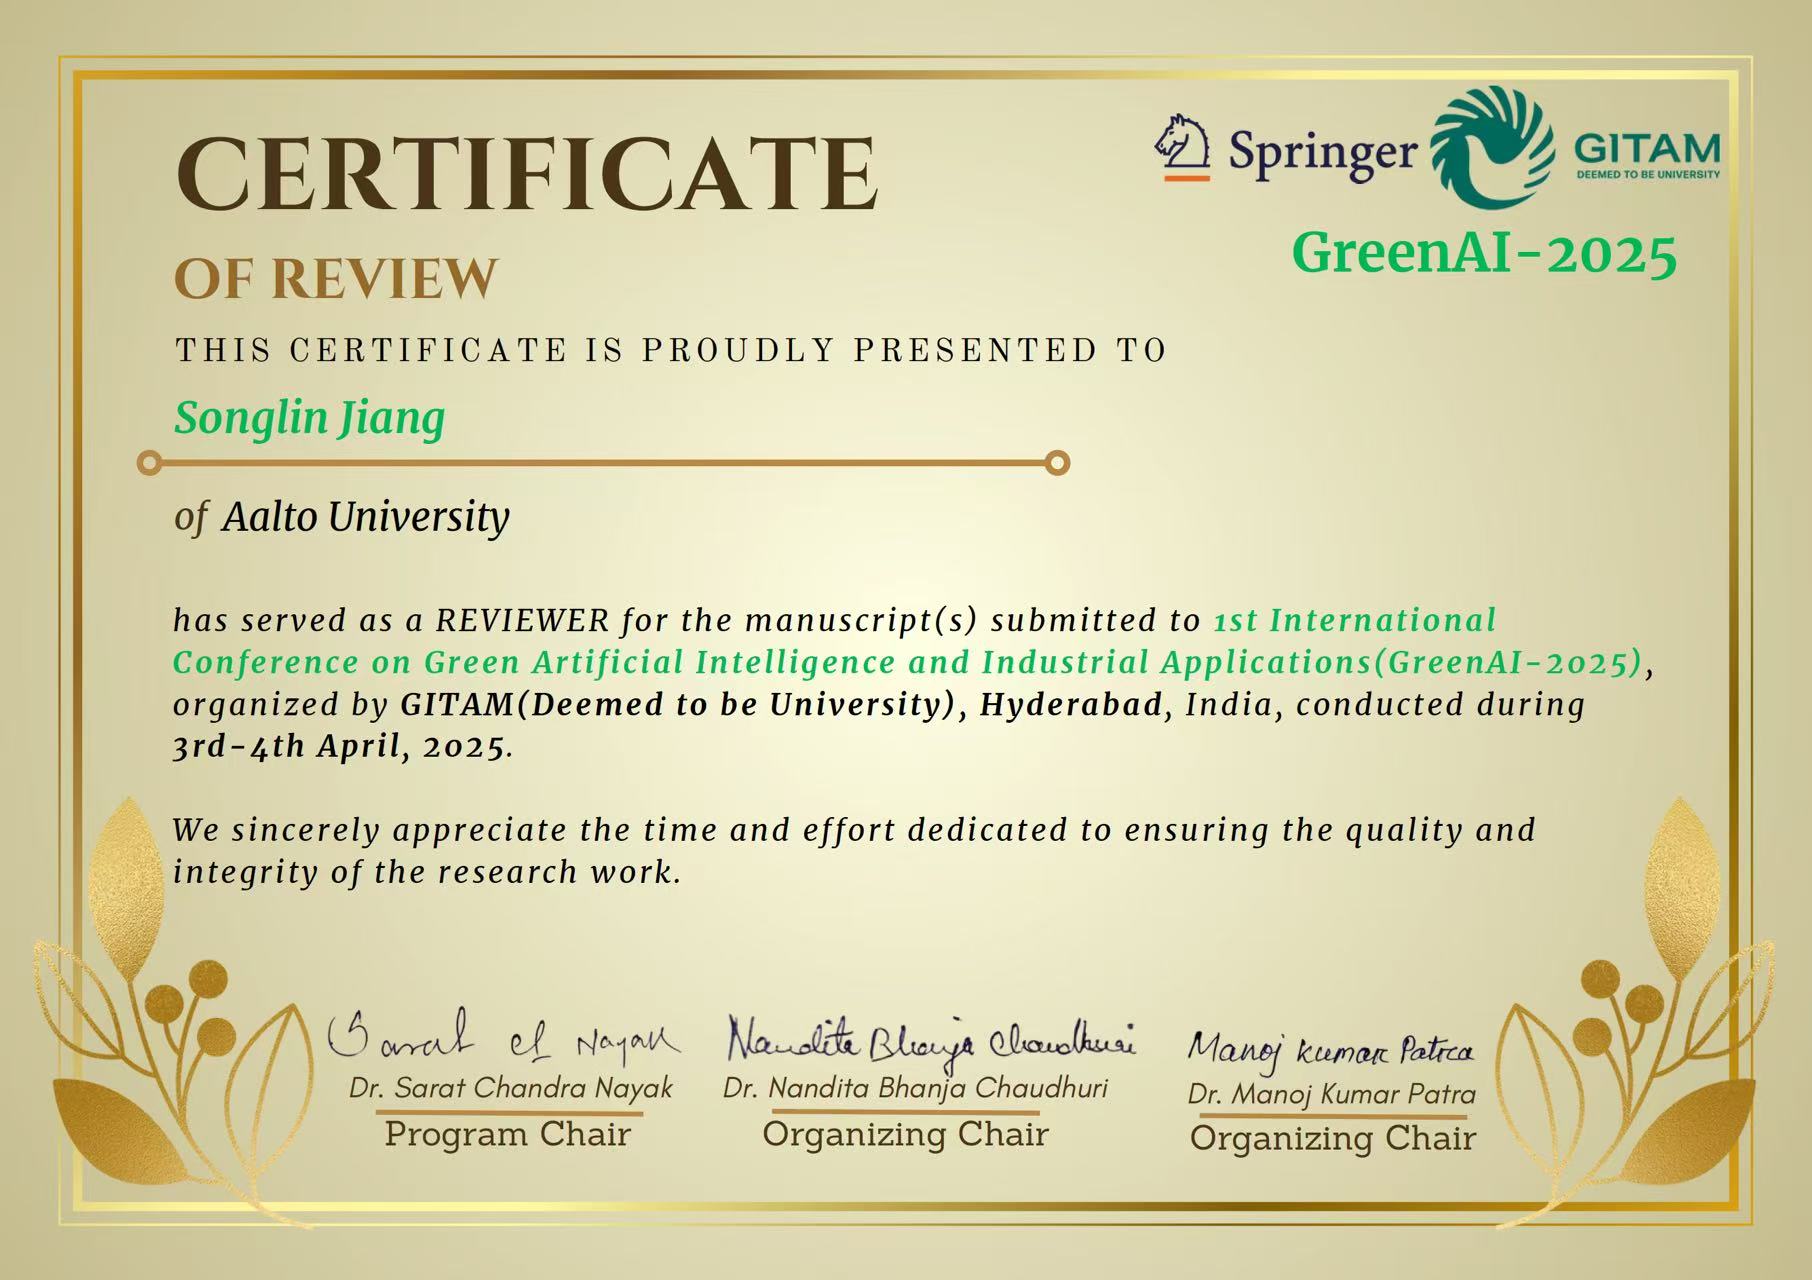 CERTIFICATE
Springer
GITAM
DEEMED TO BE UNIVERSITY
GreenAI-2025
OF REVIEW
THIS CERTIFICATE IS PROUDLY PRESENTED TO
Songlin Jiang
of Aalto University
has served as a REVIEWER for the manuscript(s) submitted to 1st International
Conference on Green Artificial Intelligence and Industrial Applications(GreenAI-2025),
organized by GITAM(Deemed to be University), Hyderabad, India, conducted during
3rd-4th April, 2025.
We sincerely appreciate the time and effort dedicated to ensuring the quality and
integrity of the research work.
Sarat Ch Nayak
Dr. Sarat Chandra Nayak
Program Chair
Nandita Bhanja Chaudhuri
Dr. Nandita Bhanja Chaudhuri
Organizing Chair
Manoj Kumar Patra
Dr. Manoj Kumar Patra
Organizing Chair